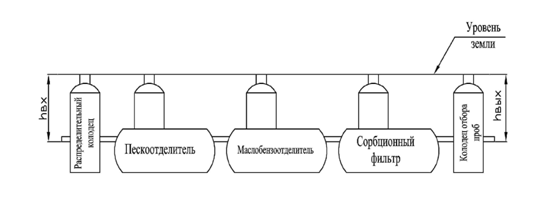 Уровень
земли
hвх
hвых
Распределительный
колодец
Пескоотделитель
Маслобензоотделитель
Сорбционный
фильтр
Колодец отбора
проб